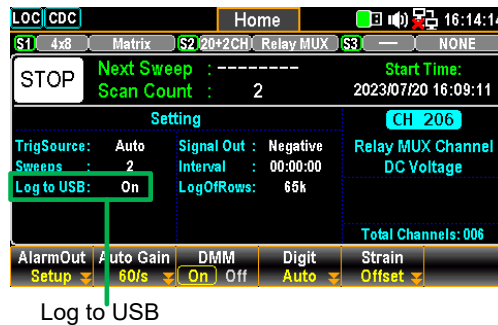 LOC CDC Home 16:14:14
S1 4x8 Matrix S2 20+2CH Relay MUX S3 — NONE
STOP
Next Sweep : --------
Scan Count : 2
Start Time:
2023/07/20 16:09:11
Setting
TrigSource: Auto Signal Out : Negative
Sweeps : 2 Interval : 00:00:00
Log to USB: On LogOfRows: 65k
CH 206
Relay MUX Channel
DC Voltage
Total Channels: 006
AlarmOut Auto Gain DMM Digit Strain
Setup 60/s On Off Auto Offset
Log to USB